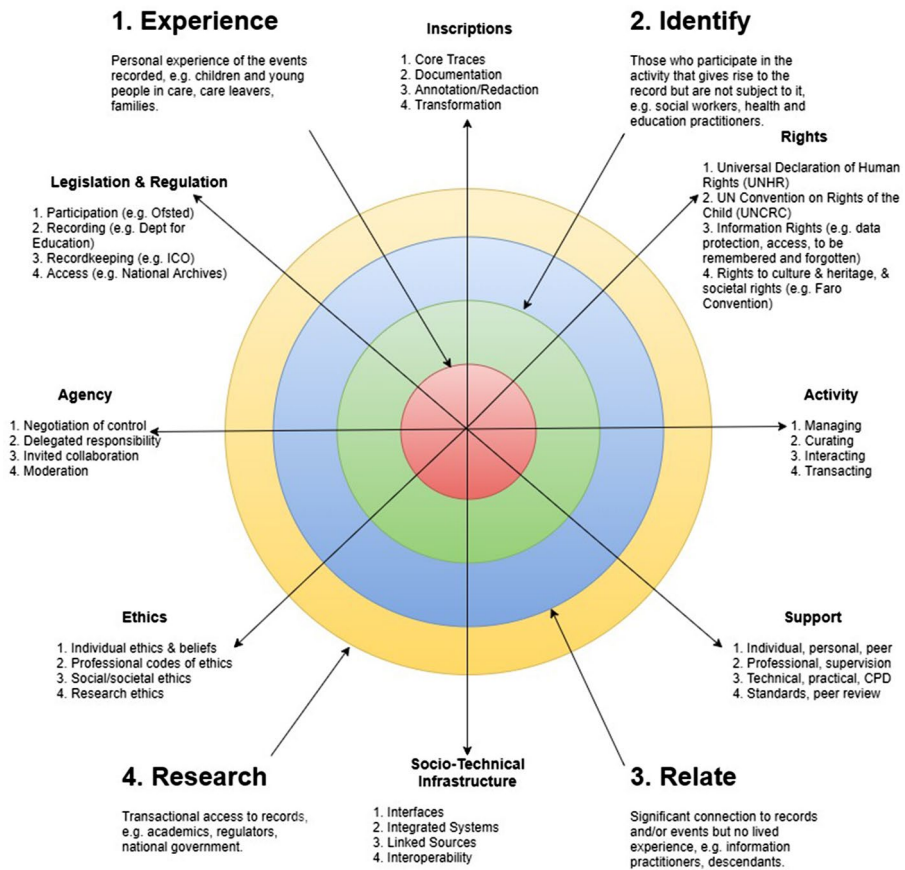 1. Experience
Personal experience of the events
recorded, e.g. children and young
people in care, care leavers,
families.
Inscriptions
1. Core Traces
2. Documentation
3. Annotation/Redaction
4. Transformation
2. Identify
Those who participate in the
activity that gives rise to the
record but are not subject to it,
e.g. social workers, health and
education practitioners.
Rights
1. Universal Declaration of Human
Rights (UNHR)
2. UN Convention on Rights of the
Child (UNCRC)
3. Information Rights (e.g. data
protection, access, to be
remembered and forgotten)
4. Rights to culture & heritage, &
societal rights (e.g. Faro
Convention)
Legislation & Regulation
1. Participation (e.g. Ofsted)
2. Recording (e.g. Dept for
Education)
3. Recordkeeping (e.g. ICO)
4. Access (e.g. National Archives)
Agency
1. Negotiation of control
2. Delegated responsibility
3. Invited collaboration
4. Moderation
Activity
1. Managing
2. Curating
3. Interacting
4. Transacting
Ethics
1. Individual ethics & beliefs
2. Professional codes of ethics
3. Social/societal ethics
4. Research ethics
Support
1. Individual, personal, peer
2. Professional, supervision
3. Technical, practical, CPD
4. Standards, peer review
4. Research
Transactional access to records,
e.g. academics, regulators,
national government.
Socio-Technical
Infrastructure
1. Interfaces
2. Integrated Systems
3. Linked Sources
4. Interoperability
3. Relate
Significant connection to records
and/or events but no lived
experience, e.g. information
practitioners, descendants.